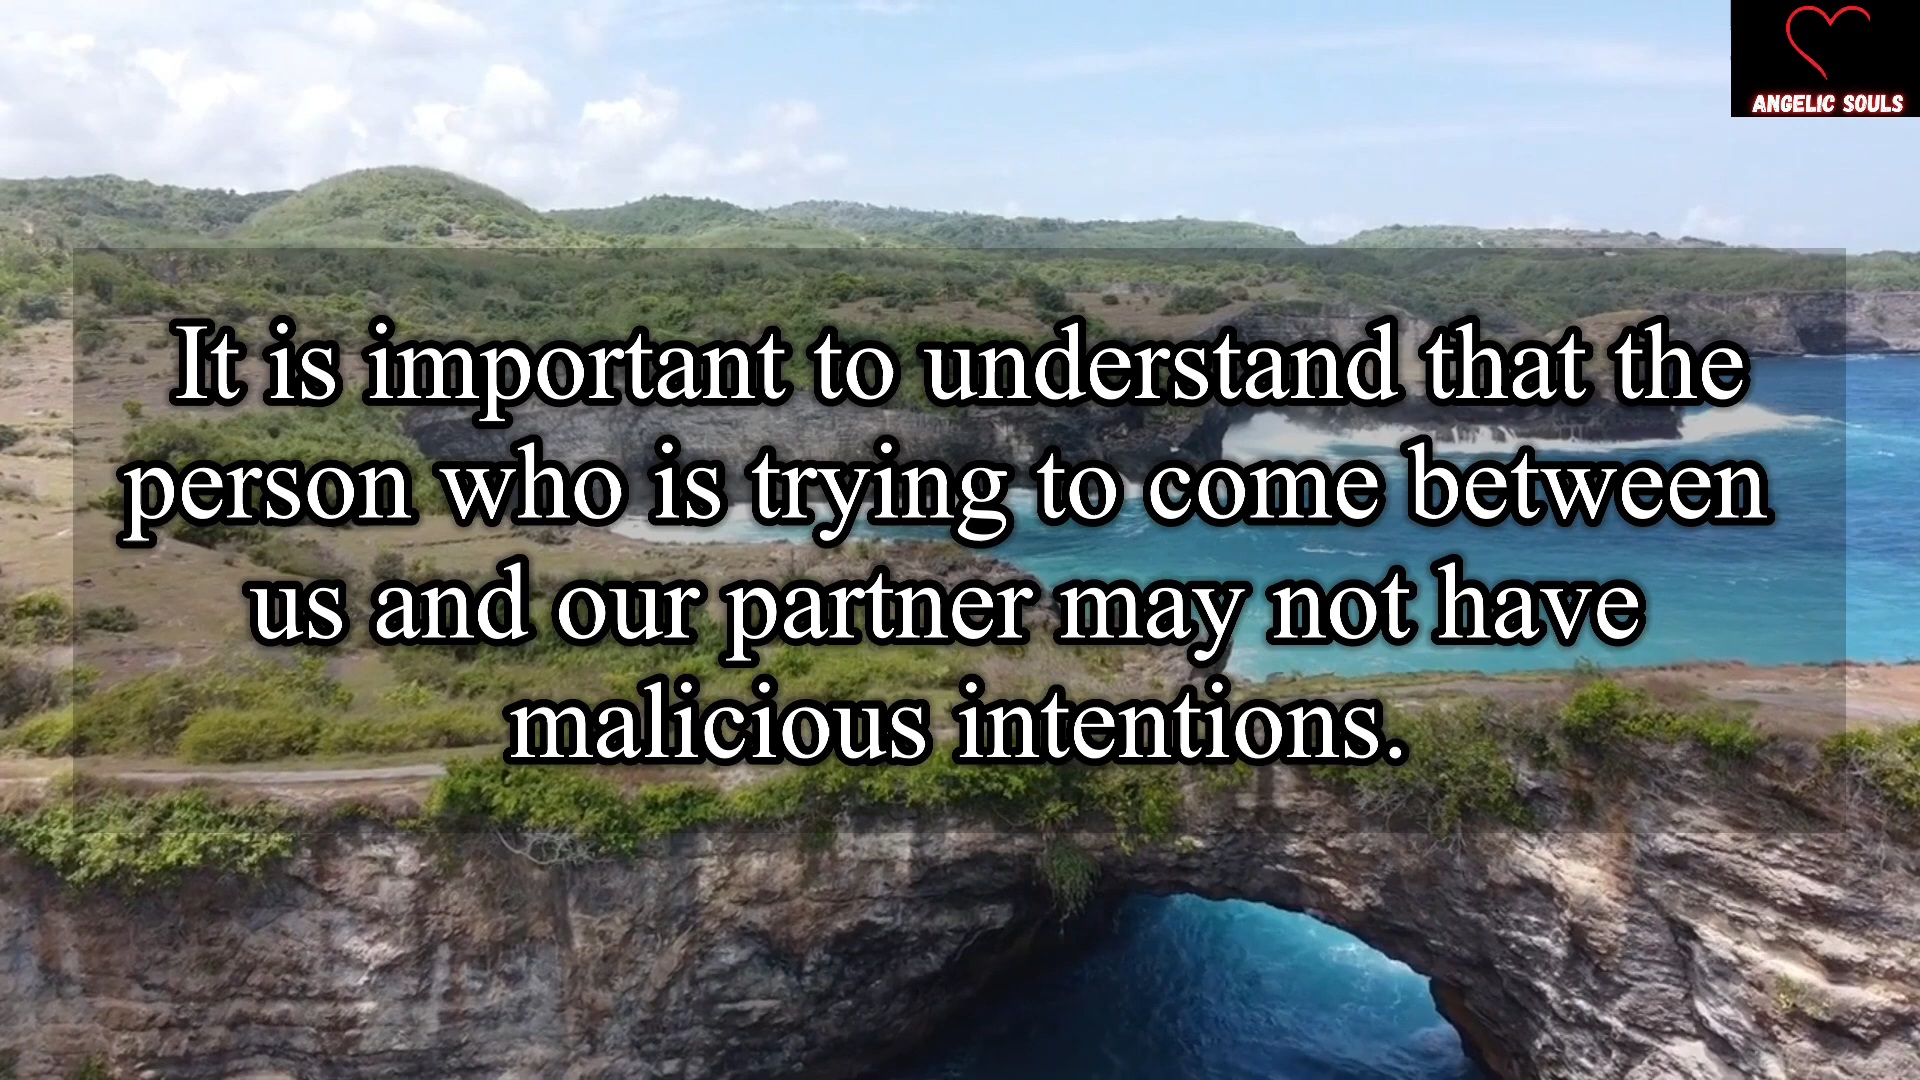 ANGELIC SOULS
It is important to understand that the
person who is trying to come between
us and our partner may not have
malicious intentions.